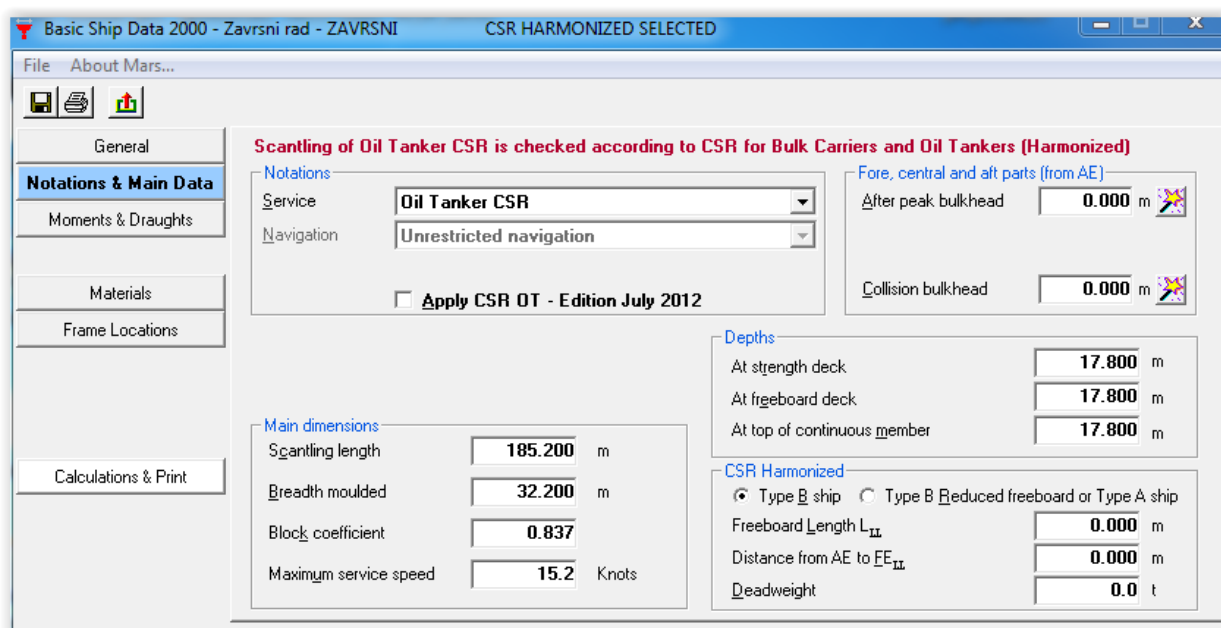 Basic Ship Data 2000 - Zavrsni rad - ZAVRSNI CSR HARMONIZED SELECTED
File About Mars...
General
Notations & Main Data
Moments & Draughts
Materials
Frame Locations
Calculations & Print
Scantling of Oil Tanker CSR is checked according to CSR for Bulk Carriers and Oil Tankers (Harmonized)
Notations
Service Oil Tanker CSR
Navigation Unrestricted navigation
Apply CSR OT - Edition July 2012
Fore, central and aft parts (from AE)
After peak bulkhead 0.000 m
Collision bulkhead 0.000 m
Depths
At strength deck 17.800 m
At freeboard deck 17.800 m
At top of continuous member 17.800 m
Main dimensions
Scantling length 185.200 m
Breadth moulded 32.200 m
Block coefficient 0.837
Maximum service speed 15.2 Knots
CSR Harmonized
Type B ship Type B Reduced freeboard or Type A ship
Freeboard Length LLL 0.000 m
Distance from AE to FELL 0.000 m
Deadweight 0.0 t